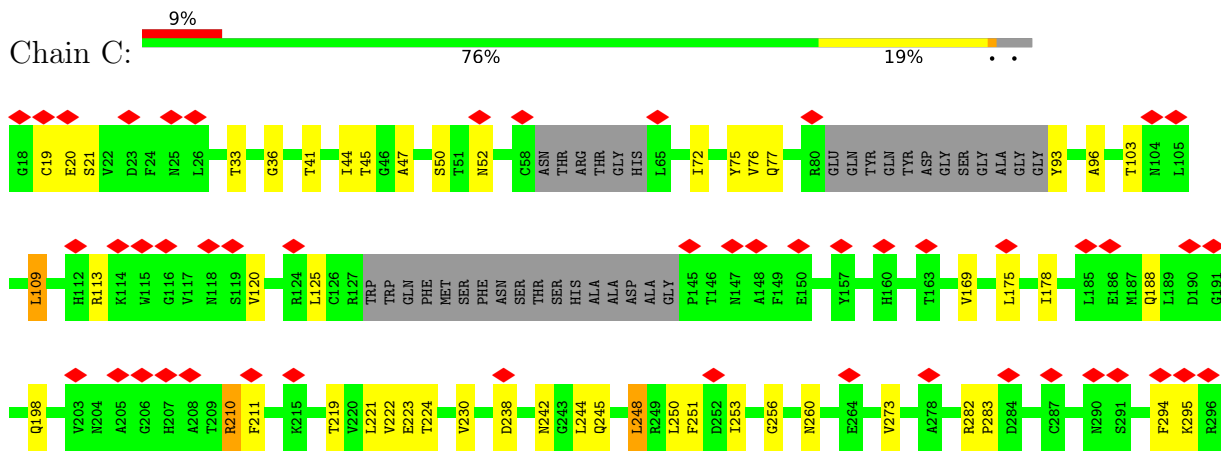 9%
Chain C:
76% 19% • •
G18 C19 E20 S21 V22 D23 F24 N25 L26 T33 G36 T41 I44 T45 G46 A47 S50 T51 N52 C58 ASN THR ARG THR GLY HIS L65 I72 Y75 V76 Q77 R80 GLU GLN TYR GLN TYR ASP GLY SER GLY ALA GLY GLY Y93 A96 T103 N104 L105
L109 H112 R113 K114 W115 G116 V117 N118 S119 V120 R124 L125 C126 R127 TRP TRP GLN PHE MET SER PHE ASN SER THR SER HIS ALA ALA ASP ALA GLY P145 T146 N147 A148 F149 E150 Y157 H160 T163 V169 L175 I178 L185 E186 M187 Q188 L189 D190 G191
Q198 V203 N204 A205 G206 H207 A208 T209 R210 F211 K215 T219 V220 L221 V222 E223 T224 V230 D238 N242 G243 L244 Q245 L248 R249 L250 F251 D252 I253 G256 N260 E264 V273 A278 R282 P283 D284 C287 N290 S291 F294 K295 R296